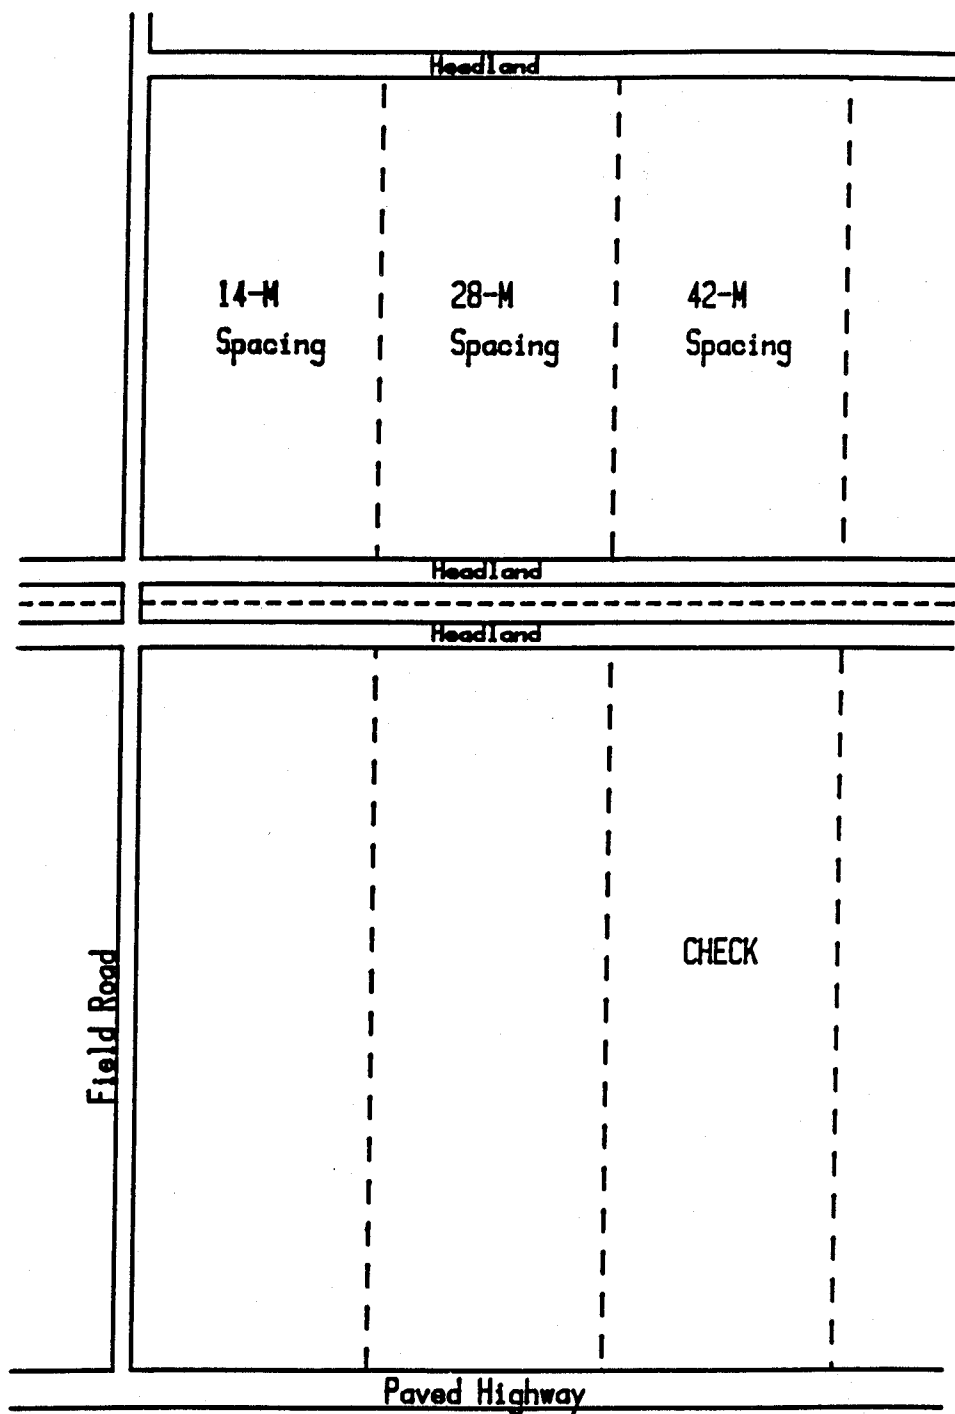 Headland
14-M
Spacing
28-M
Spacing
42-M
Spacing
Headland
Headland
CHECK
Field Road
Paved Highway